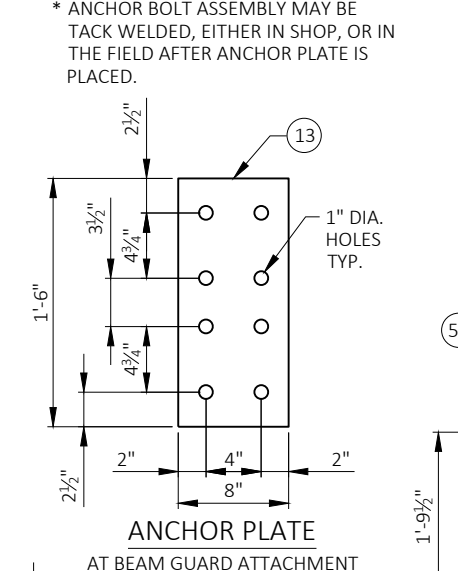 * ANCHOR BOLT ASSEMBLY MAY BE
TACK WELDED, EITHER IN SHOP, OR IN
THE FIELD AFTER ANCHOR PLATE IS
PLACED.
2½"
13
3½"
4¾"
1" DIA.
HOLES
TYP.
1'-6"
4¾"
5
2½"
2"
4"
2"
8"
1'-9½"
ANCHOR PLATE
AT BEAM GUARD ATTACHMENT